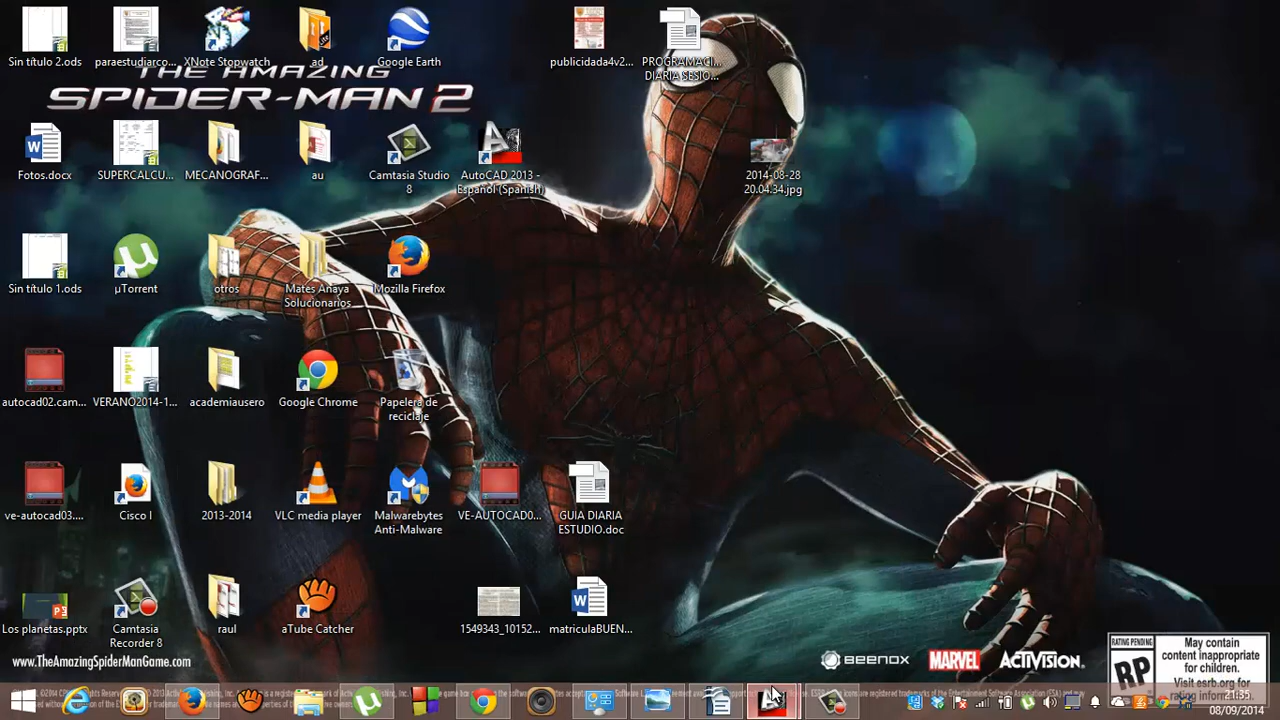 Sin título 2.ods
paraestudiarco...
XNote Stopwatch
ad
Google Earth
publicidada4v2...
PROGRAMACI...
DIARIA SESIO...
THE AMAZING
SPIDER-MAN 2
Fotos.docx
SUPERCALCU...
MECANOGRAF...
au
Camtasia Studio
8
AutoCAD 2013 -
Español (Spanish)
2014-08-28
20.04.34.jpg
Sin título 1.ods
µTorrent
otros
Mates Anaya
Solucionarios
Mozilla Firefox
autocad02.cam...
VERANO2014-1...
academiausero
Google Chrome
Papelera de
reciclaje
ve-autocad03....
Cisco I
2013-2014
VLC media player
Malwarebytes
Anti-Malware
VE-AUTOCAD0...
GUIA DIARIA
ESTUDIO.doc
Los planetas.pptx
Camtasia
Recorder 8
raul
aTube Catcher
1549343_10152...
matriculaBUEN...
www.TheAmazingSpiderManGame.com
BEENOX
MARVEL
ACTIVISION
RATING PENDING
RP
May contain
content inappropriate
for children.
Visit esrb.org for
rating information.
21:35
08/09/2014